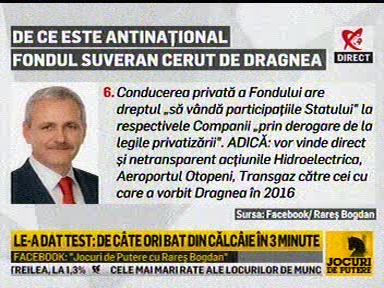 DE CE ESTE ANTINAȚIONAL
FONDUL SUVERAN CERUT DE DRAGNEA
DIRECT
6. Conducerea privată a Fondului are
dreptul „să vândă participațiile Statului" la
respectivele Companii „prin derogare de la
legile privatizării". ADICĂ: vor vinde direct
și netransparent acțiunile Hidroelectrica,
Aeroportul Otopeni, Transgaz către cei cu
care a vorbit Dragnea în 2016
Sursa: Facebook/ Rareș Bogdan
LE-A DAT TEST: DE CÂTE ORI BAT DIN CĂLCÂIE ÎN 3 MINUTE
FACEBOOK: "Jocuri de Putere cu Rareș Bogdan"
TREILEA, LA 1,3% CELE MAI MARI RATE ALE LOCURILOR DE MUNC
JOCURI
DE PUTERE